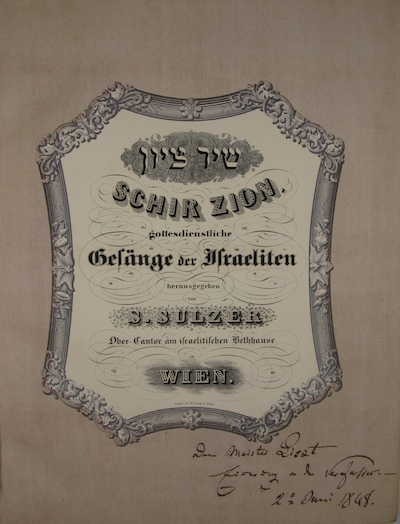 שיר ציון
SCHIR ZION,
gottesdienstliche
Gesänge der Israeliten
herausgegeben
von
S. SULZER
Ober Cantor am israelitischen Bethhause
in
WIEN.
Dem Meister Liszt
Verfasser
Juni 1848.